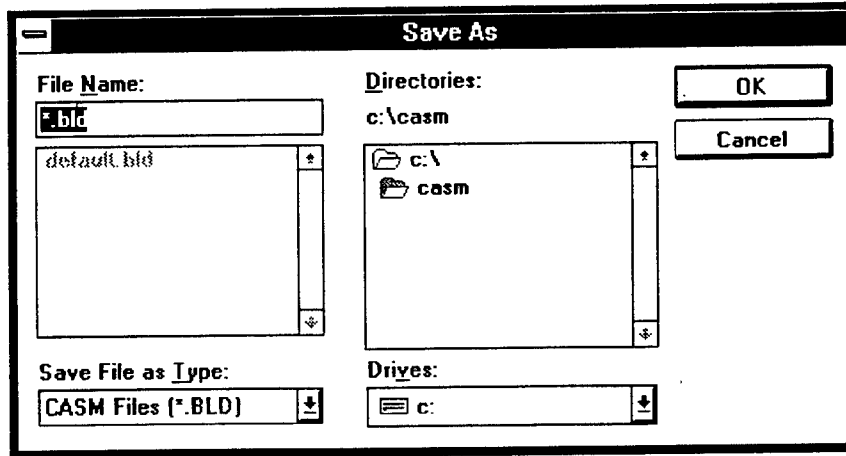 Save As
File Name:
*.bld
default.bld
Save File as Type:
CASM Files (*.BLD)
Directories:
c:\casm
c:\
casm
Drives:
c:
OK
Cancel